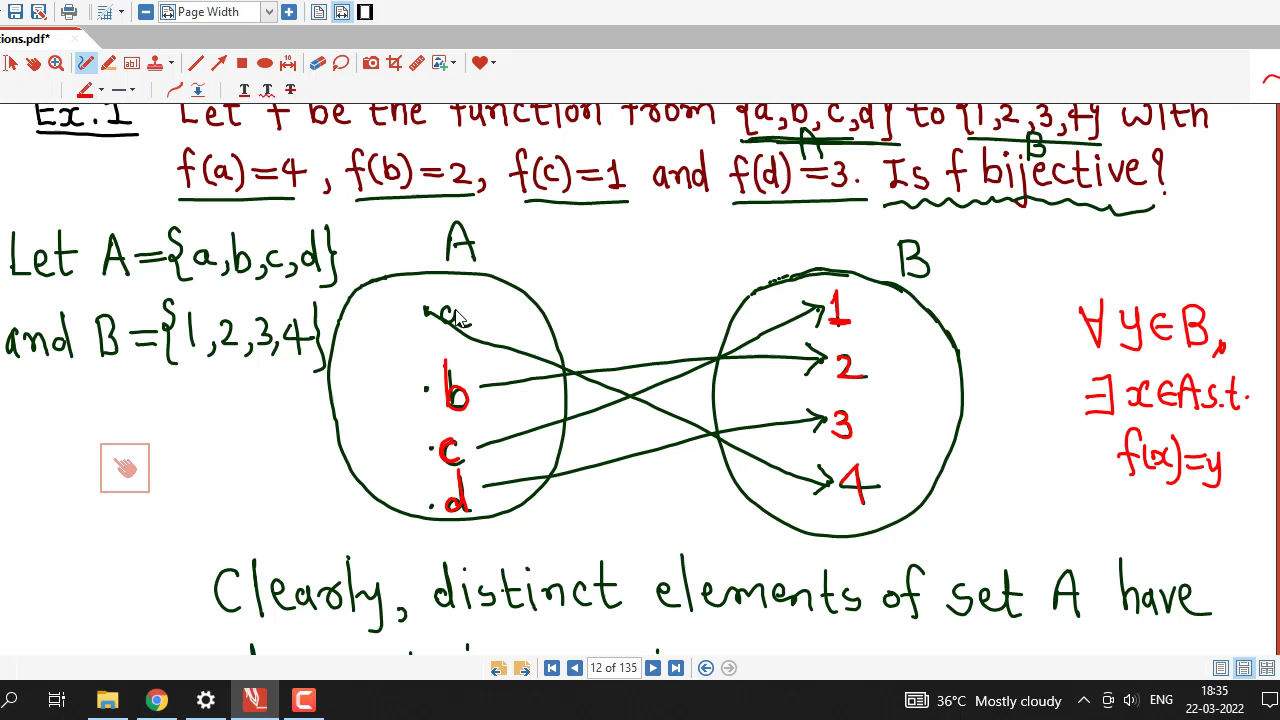 Page Width
tions.pdf*
Ex.1 Let f be the function from {a,b,c,d} to {1,2,3,4} with
A B
f(a)=4, f(b)=2, f(c)=1 and f(d)=3. Is f bijective?
Let A={a,b,c,d}
and B={1,2,3,4}
A
a
b
c
d
B
1
2
3
4
∀ y∈B,
∃ x∈A s.t.
f(x)=y
Clearly, distinct elements of set A have
12 of 135
36°C Mostly cloudy
ENG
18:35
22-03-2022